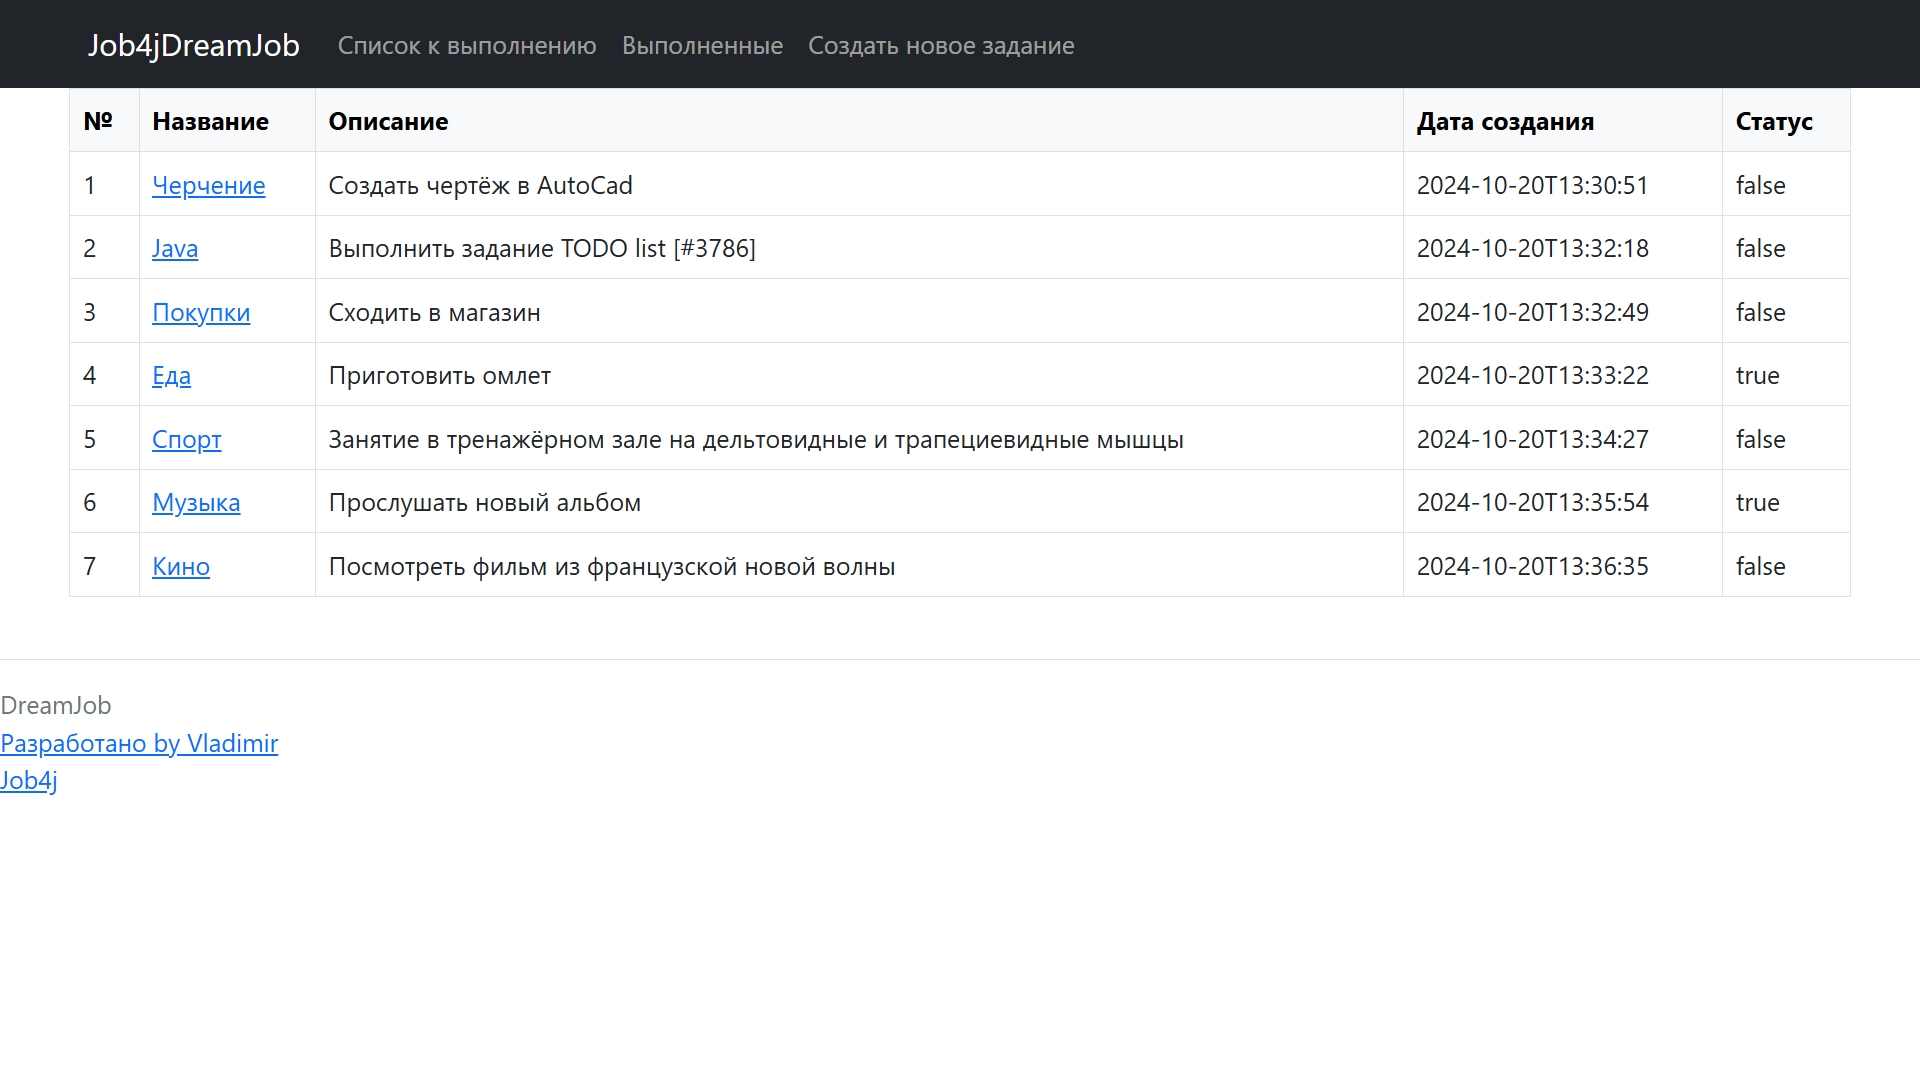 Job4jDreamJob Список к выполнению Выполненные Создать новое задание
№ Название Описание Дата создания Статус
1 Черчение Создать чертёж в AutoCad 2024-10-20T13:30:51 false
2 Java Выполнить задание TODO list [#3786] 2024-10-20T13:32:18 false
3 Покупки Сходить в магазин 2024-10-20T13:32:49 false
4 Еда Приготовить омлет 2024-10-20T13:33:22 true
5 Спорт Занятие в тренажёрном зале на дельтовидные и трапециевидные мышцы 2024-10-20T13:34:27 false
6 Музыка Прослушать новый альбом 2024-10-20T13:35:54 true
7 Кино Посмотреть фильм из французской новой волны 2024-10-20T13:36:35 false
DreamJob
Разработано by Vladimir
Job4j